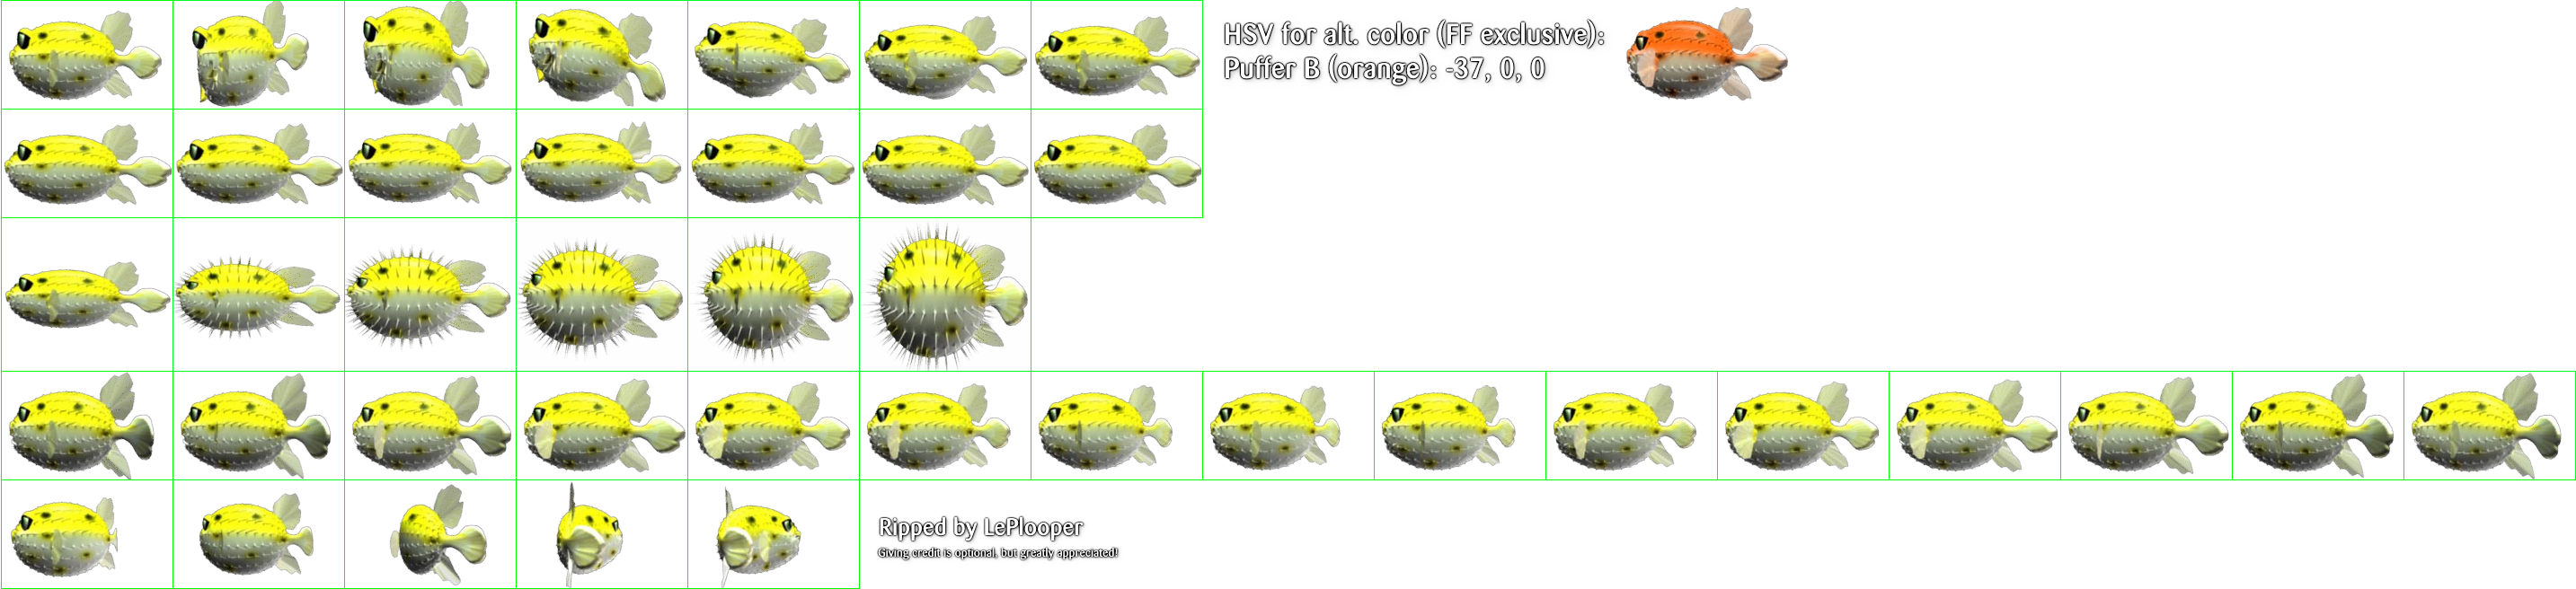 HSV for alt. color (FF exclusive):
Puffer B (orange): -37, 0, 0
Ripped by LePlooper
Giving credit is optional, but greatly appreciated!